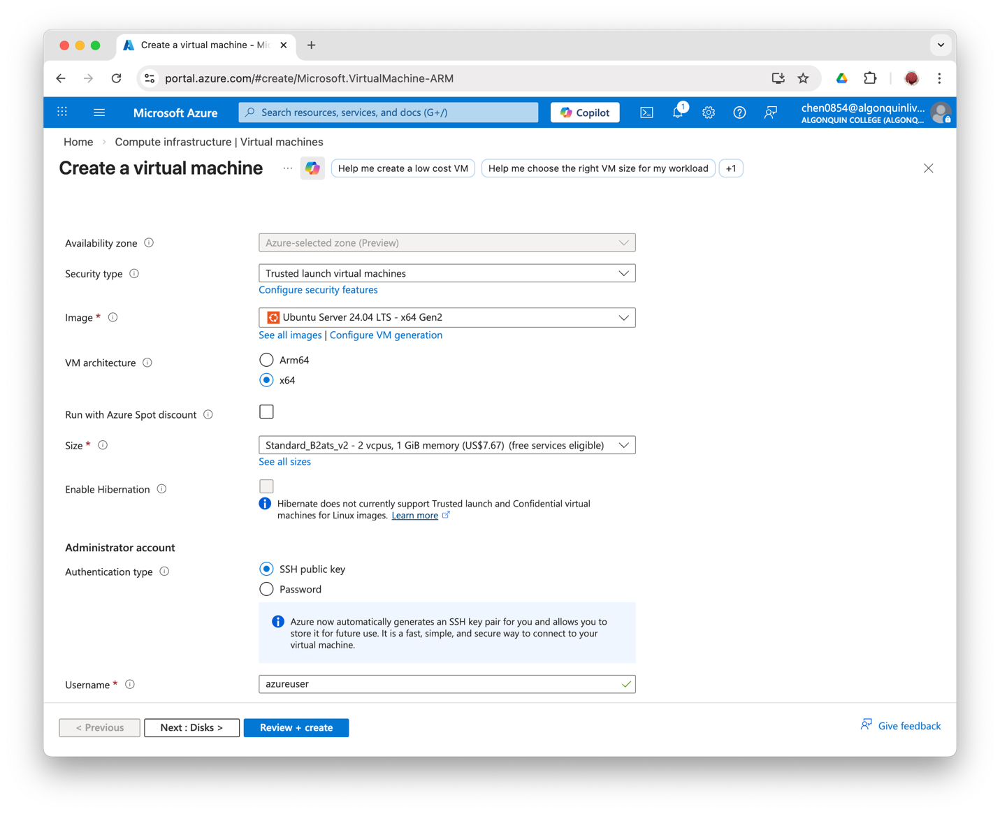 Create a virtual machine - Mic
portal.azure.com/#create/Microsoft.VirtualMachine-ARM
Microsoft Azure
Search resources, services, and docs (G+/)
Copilot
1
chen0854@algonquinliv...
ALGONQUIN COLLEGE (ALGONQ...
Home > Compute infrastructure | Virtual machines
Create a virtual machine ...
Help me create a low cost VM
Help me choose the right VM size for my workload
+1
Availability zone
Azure-selected zone (Preview)
Security type
Trusted launch virtual machines
Configure security features
Image *
Ubuntu Server 24.04 LTS - x64 Gen2
See all images | Configure VM generation
VM architecture
Arm64
x64
Run with Azure Spot discount
Size *
Standard_B2ats_v2 - 2 vcpus, 1 GiB memory (US$7.67) (free services eligible)
See all sizes
Enable Hibernation
Hibernate does not currently support Trusted launch and Confidential virtual
machines for Linux images. Learn more
Administrator account
Authentication type
SSH public key
Password
Azure now automatically generates an SSH key pair for you and allows you to
store it for future use. It is a fast, simple, and secure way to connect to your
virtual machine.
Username *
azureuser
< Previous
Next : Disks >
Review + create
Give feedback